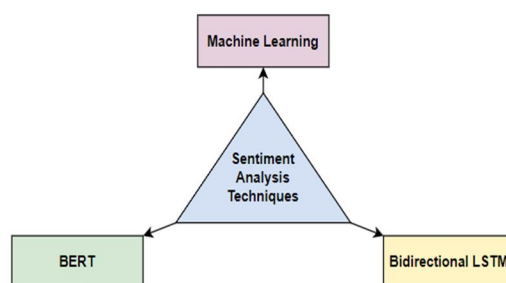 Machine Learning
Sentiment
Analysis
Techniques
BERT
Bidirectional LSTM